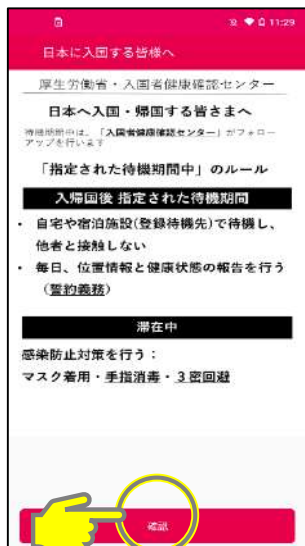 11:29
日本に入国する皆様へ
厚生労働省・入国者健康確認センター
日本へ入国・帰国する皆さまへ
待機期間中は、「入国者健康確認センター」がフォロー
アップを行います
「指定された待機期間中」のルール
入帰国後 指定された待機期間
・ 自宅や宿泊施設(登録待機先)で待機し、
他者と接触しない
・ 毎日、位置情報と健康状態の報告を行う
（誓約義務）
滞在中
感染防止対策を行う：
マスク着用・手指消毒・３密回避
確認